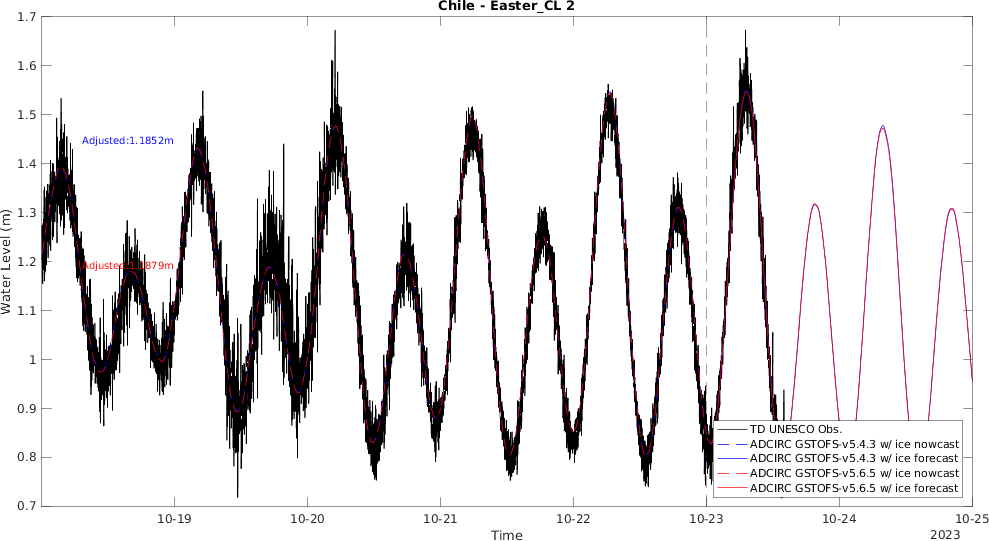 Chile - Easter_CL 2
1.7
1.6
1.5
1.4
1.3
1.2
1.1
1
0.9
0.8
0.7
Water Level (m)
Adjusted:1.1852m
Adjusted:1.1879m
TD UNESCO Obs.
ADCIRC GSTOFS-v5.4.3 w/ ice nowcast
ADCIRC GSTOFS-v5.4.3 w/ ice forecast
ADCIRC GSTOFS-v5.6.5 w/ ice nowcast
ADCIRC GSTOFS-v5.6.5 w/ ice forecast
10-19
10-20
10-21
10-22
10-23
10-24
10-25
Time
2023